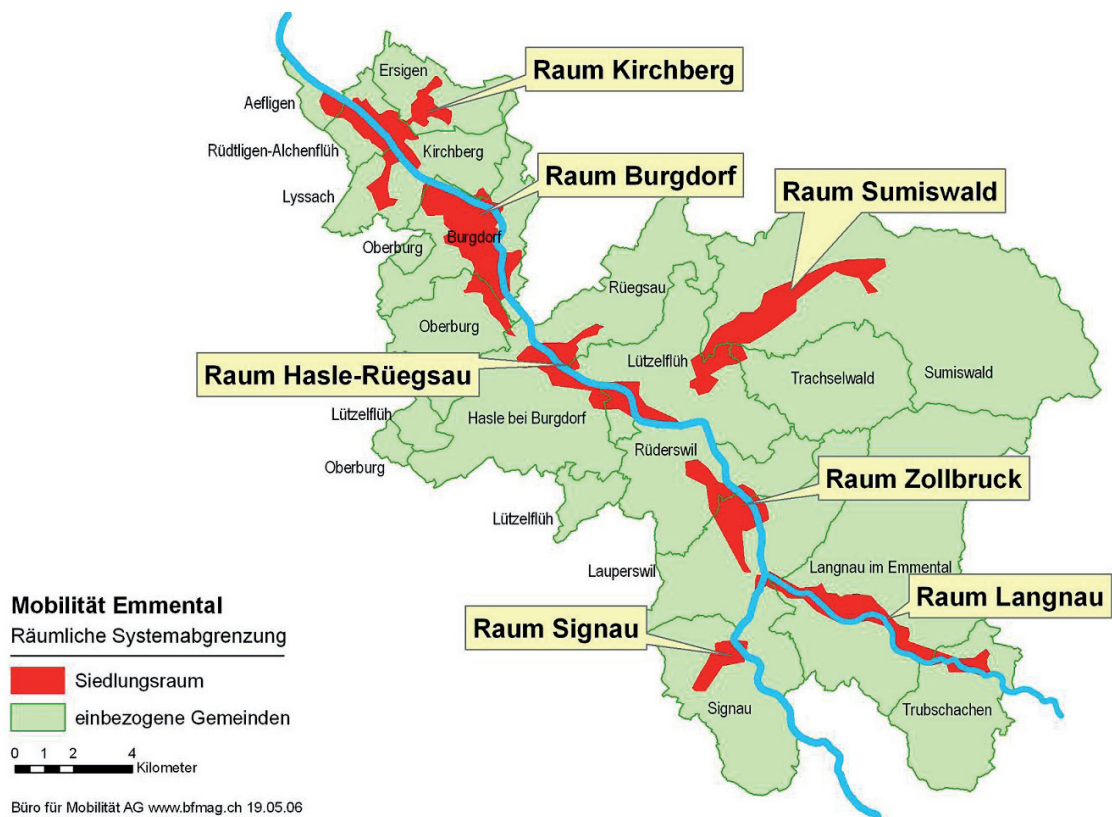 Ersigen
Raum Kirchberg
Aefligen
Rüdtligen-Alchenflüh
Kirchberg
Raum Burgdorf
Lyssach
Raum Sumiswald
Oberburg
Burgdorf
Rüegsau
Oberburg
Lützelflüh
Raum Hasle-Rüegsau
Trachselwald
Sumiswald
Lützelflüh
Hasle bei Burgdorf
Oberburg
Rüderswil
Raum Zollbruck
Lützelflüh
Langnau im Emmental
Lauperswil
Raum Langnau
Raum Signau
Signau
Trubschachen
Mobilität Emmental
Räumliche Systemabgrenzung
Siedlungsraum
einbezogene Gemeinden
0 1 2 4
Kilometer
Büro für Mobilität AG www.bfmag.ch 19.05.06